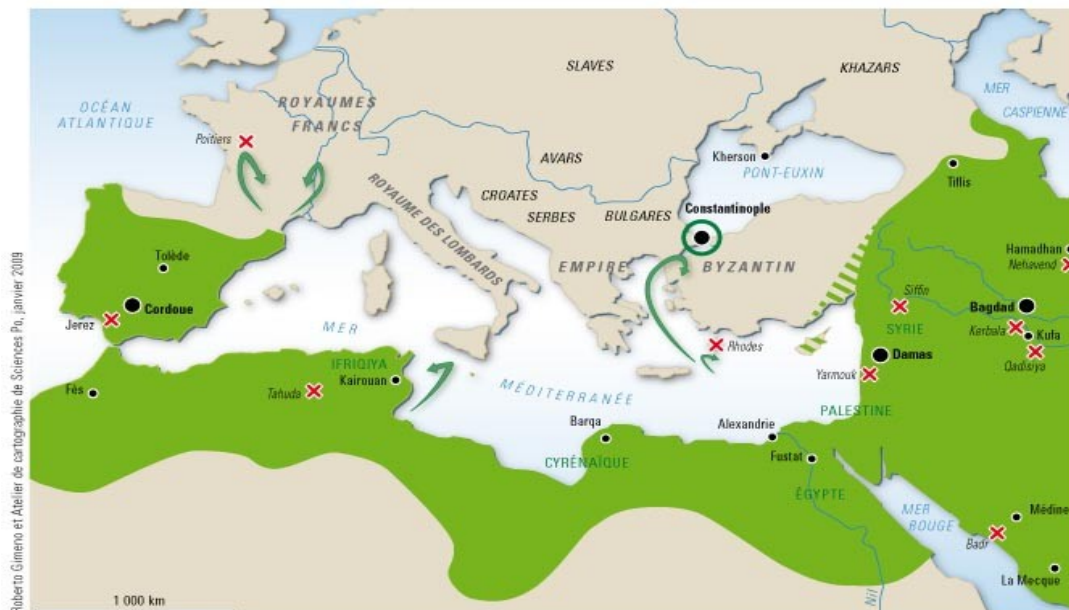 OCÉAN
ATLANTIQUE
ROYAUMES
FRANCS
Poitiers
SLAVES
KHAZARS
MER
CASPIENNE
AVARS
Kherson
PONT-EUXIN
Tiflis
CROATES
SERBES
BULGARES
Constantinople
ROYAUME DES LOMBARDS
EMPIRE
BYZANTIN
Tolède
Cordoue
Jerez
Hamadhan
Nehavend
Siffin
Bagdad
SYRIE
Kerbala
Kufa
Qadisiya
Damas
Yarmouk
Rhodes
MER
MÉDITERRANÉE
IFRIQIYA
Kairouan
Fès
Tahuda
PALESTINE
Barqa
Alexandrie
CYRÉNAÏQUE
Fustat
ÉGYPTE
MER
ROUGE
Médine
Badr
La Mecque
Nil
1 000 km
Roberto Gimeno et Atelier de cartographie de Sciences Po, janvier 2009